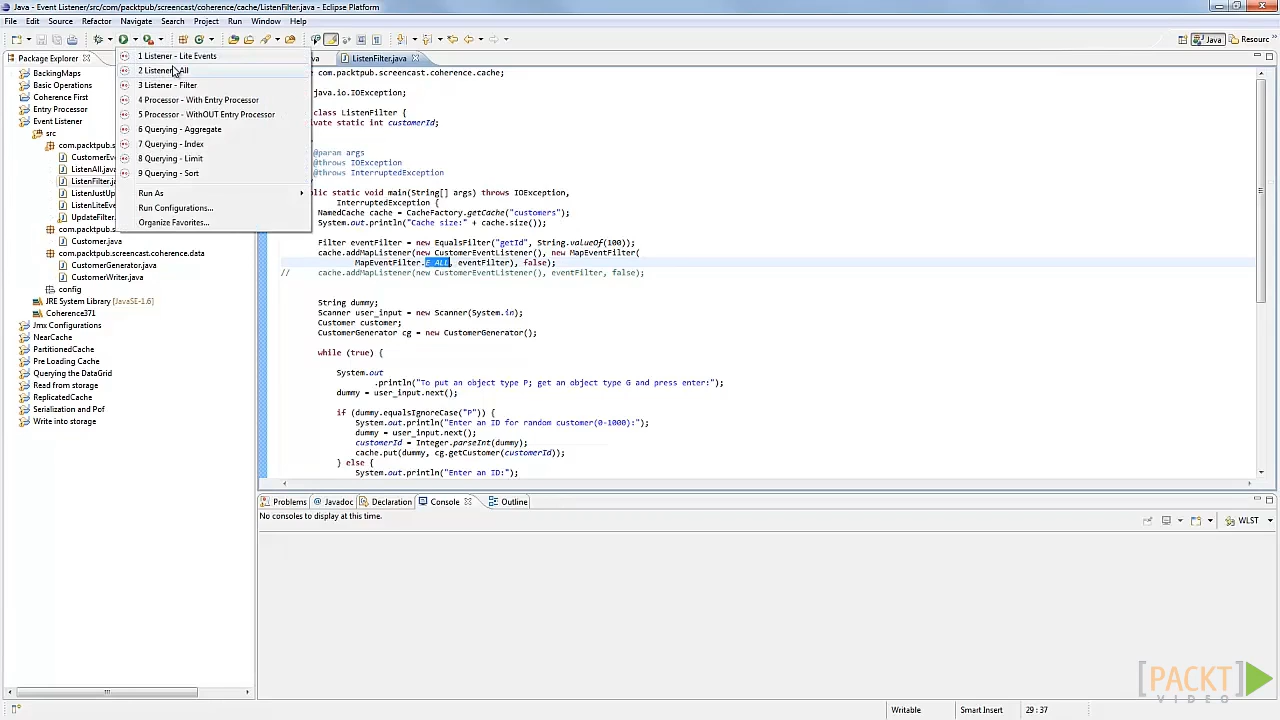 Java - Event Listener/src/com/packtpub/screencast/coherence/cache/ListenFilter.java - Eclipse Platform
File Edit Source Refactor Navigate Search Project Run Window Help
Java Resourc
Package Explorer
BackingMaps
Basic Operations
Coherence First
Entry Processor
Event Listener
src
com.packtpub.s
CustomerEv
ListenAll.java
ListenFilter.j
ListenJustUp
ListenLiteEve
UpdateFilter.
com.packtpub.s
Customer.java
com.packtpub.screencast.coherence.data
CustomerGenerator.java
CustomerWriter.java
config
JRE System Library [JavaSE-1.6]
Coherence371
Jmx Configurations
NearCache
PartitionedCache
Pre Loading Cache
Querying the DataGrid
Read from storage
ReplicatedCache
Serialization and Pof
Write into storage
1 Listener - Lite Events
2 Listener All
3 Listener - Filter
4 Processor - With Entry Processor
5 Processor - WithOUT Entry Processor
6 Querying - Aggregate
7 Querying - Index
8 Querying - Limit
9 Querying - Sort
Run As
Run Configurations...
Organize Favorites...
va ListenFilter.java
com.packtpub.screencast.coherence.cache;
java.io.IOException;
class ListenFilter {
private static int customerId;
@param args
@throws IOException
@throws InterruptedException
blic static void main(String[] args) throws IOException,
InterruptedException {
NamedCache cache = CacheFactory.getCache("customers");
System.out.println("Cache size:" + cache.size());
Filter eventFilter = new EqualsFilter("getId", String.valueOf(100));
cache.addMapListener(new CustomerEventListener(), new MapEventFilter(
MapEventFilter.E_ALL, eventFilter), false);
// cache.addMapListener(new CustomerEventListener(), eventFilter, false);
String dummy;
Scanner user_input = new Scanner(System.in);
Customer customer;
CustomerGenerator cg = new CustomerGenerator();
while (true) {
System.out
.println("To put an object type P; get an object type G and press enter:");
dummy = user_input.next();
if (dummy.equalsIgnoreCase("P")) {
System.out.println("Enter an ID for random customer(0-1000):");
dummy = user_input.next();
customerId = Integer.parseInt(dummy);
cache.put(dummy, cg.getCustomer(customerId));
} else {
System.out.println("Enter an ID:");
Problems Javadoc Declaration Console Outline
No consoles to display at this time.
WLST
[PACKT]
VIDEO
Writable Smart Insert 29 : 37